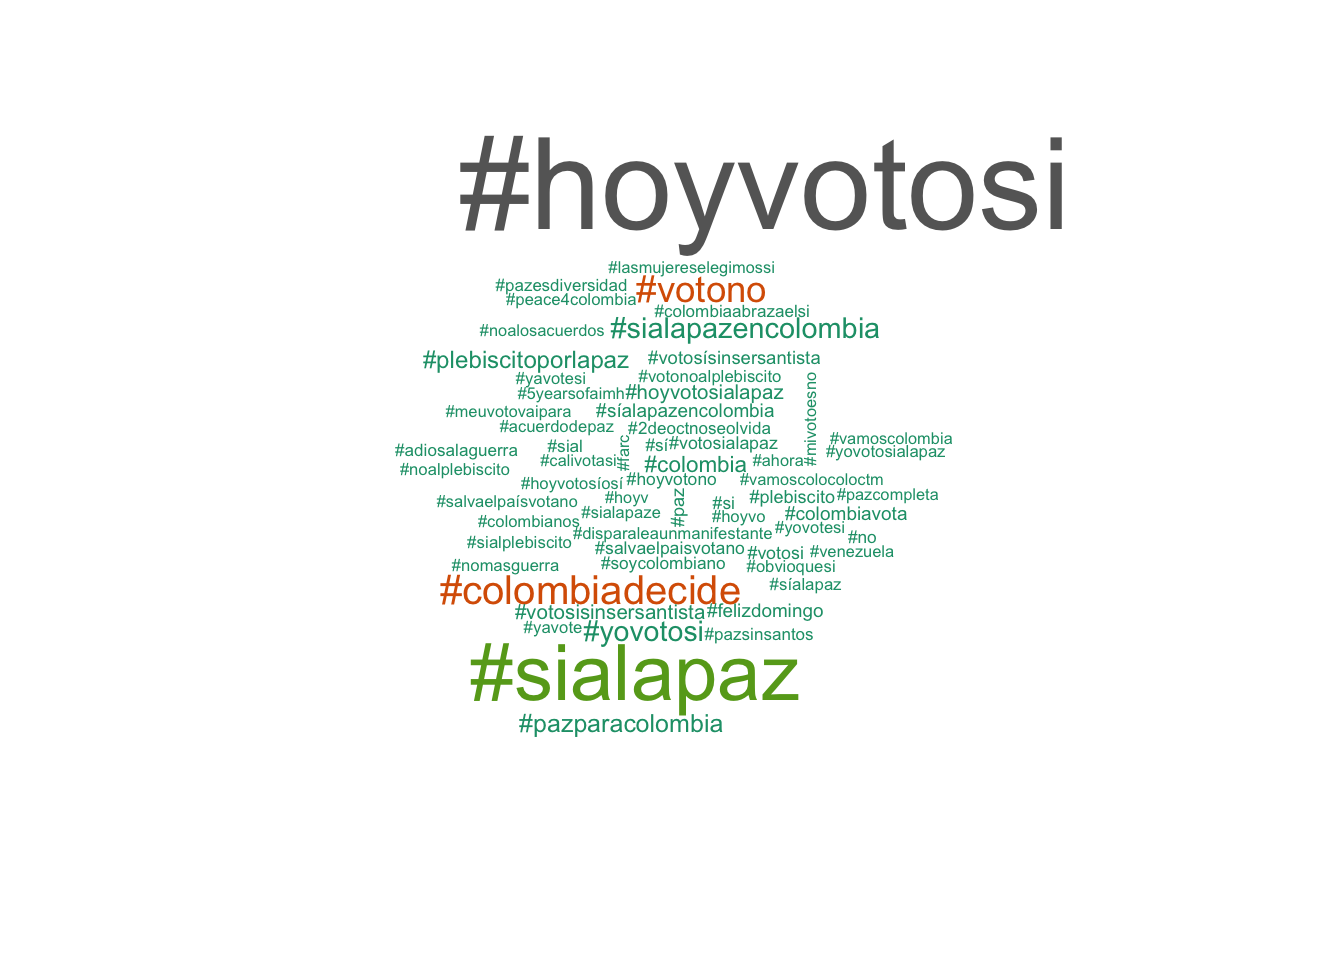 #hoyvotosi
#lasmujereselegimossi
#pazesdiversidad
#votono
#peace4colombia
#colombiaabrazaelsi
#noalosacuerdos
#sialapazencolombia
#plebiscitoporlapaz
#votosísinsersantista
#yavotesi
#votonoalplebiscito
#5yearsofaimh
#hoyvotosialapaz
#mivotoesno
#meuvotovaipara
#síalapazencolombia
#acuerdodepaz
#2deoctnoseolvida
#adiosalaguerra
#sial
#farc
#sí
#votosialapaz
#vamoscolombia
#yovotosialapaz
#calivotasi
#colombia
#ahora
#noalplebiscito
#hoyvotosíosí
#hoyvotono
#vamoscolocoloctm
#salvaelpaísvotano
#hoyv
#paz
#si
#plebiscito
#pazcompleta
#sialapaze
#hoyvo
#colombiavota
#colombianos
#disparaleaunmanifestante
#yovotesi
#no
#sialplebiscito
#salvaelpaisvotano
#votosi
#venezuela
#nomasguerra
#soycolombiano
#obvioquesi
#colombiadecide
#síalapaz
#votosisinsersantista
#felizdomingo
#yavote
#yovotosi
#pazsinsantos
#sialapaz
#pazparacolombia